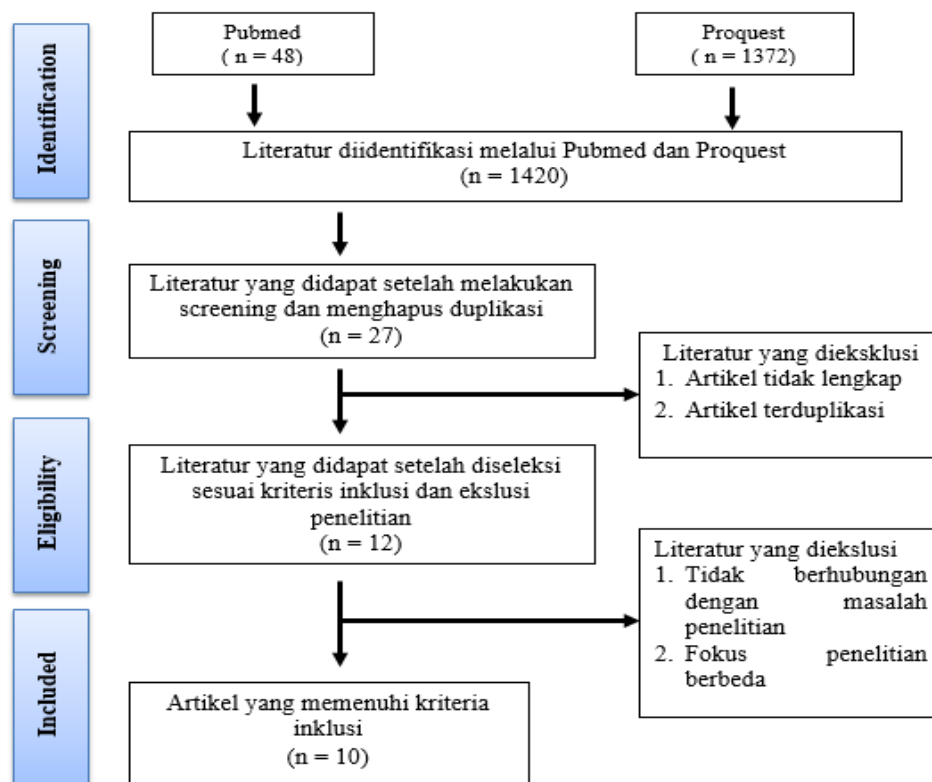 Identification
Pubmed
( n = 48)
Proquest
( n = 1372)
Literatur diidentifikasi melalui Pubmed dan Proquest
(n = 1420)
Screening
Literatur yang didapat setelah melakukan
screening dan menghapus duplikasi
(n = 27)
Literatur yang dieksklusi
1. Artikel tidak lengkap
2. Artikel terduplikasi
Eligibility
Literatur yang didapat setelah diseleksi
sesuai kriteris inklusi dan ekslusi
penelitian
(n = 12)
Literatur yang diekslusi
1. Tidak berhubungan
dengan masalah
penelitian
2. Fokus penelitian
berbeda
Included
Artikel yang memenuhi kriteria
inklusi
(n = 10)